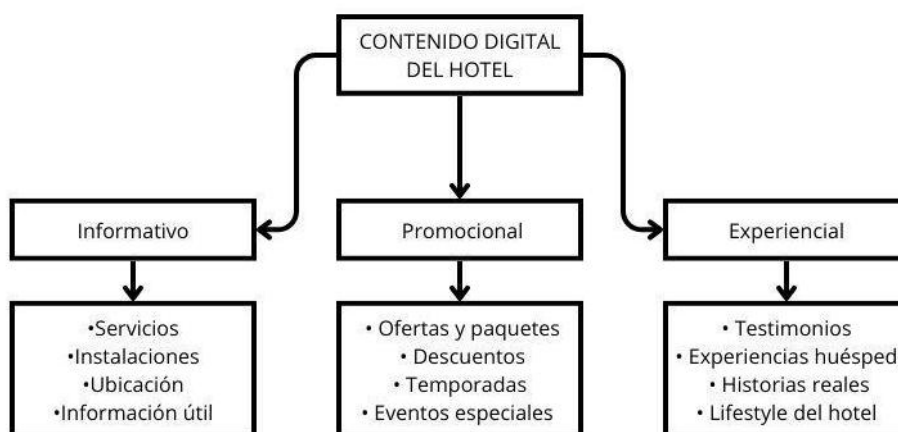 CONTENIDO DIGITAL
DEL HOTEL
Informativo
Promocional
Experiencial
•Servicios
•Instalaciones
•Ubicación
•Información útil
• Ofertas y paquetes
• Descuentos
• Temporadas
• Eventos especiales
• Testimonios
• Experiencias huésped
• Historias reales
• Lifestyle del hotel